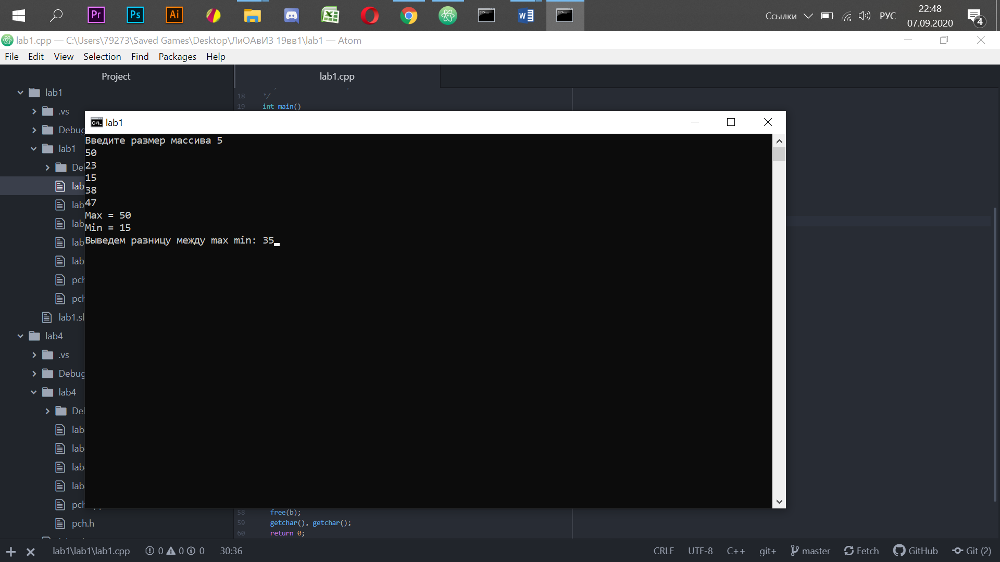 Pr
Ps
Ai
Ссылки
РУС
22:48
07.09.2020
4
lab1.cpp — C:\Users\79273\Saved Games\Desktop\ЛиОАвИЗ 19вв1\lab1 — Atom
File Edit View Selection Find Packages Help
Project
lab1.cpp
lab1
.vs
Debug
lab1
De
lab
lab
lab
lab
lab
pch
pch
lab1.sl
lab4
.vs
Debug
lab4
De
lab
lab
lab
lab
pch
pch.h
18 */
19 int main()
lab1
Введите размер массива 5
50
23
15
38
47
Max = 50
Min = 15
Выведем разницу между max min: 35
58 free(b);
59 getchar(), getchar();
60 return 0;
lab1\lab1\lab1.cpp 0 0 0 30:36
CRLF UTF-8 C++ git+ master Fetch GitHub Git (2)